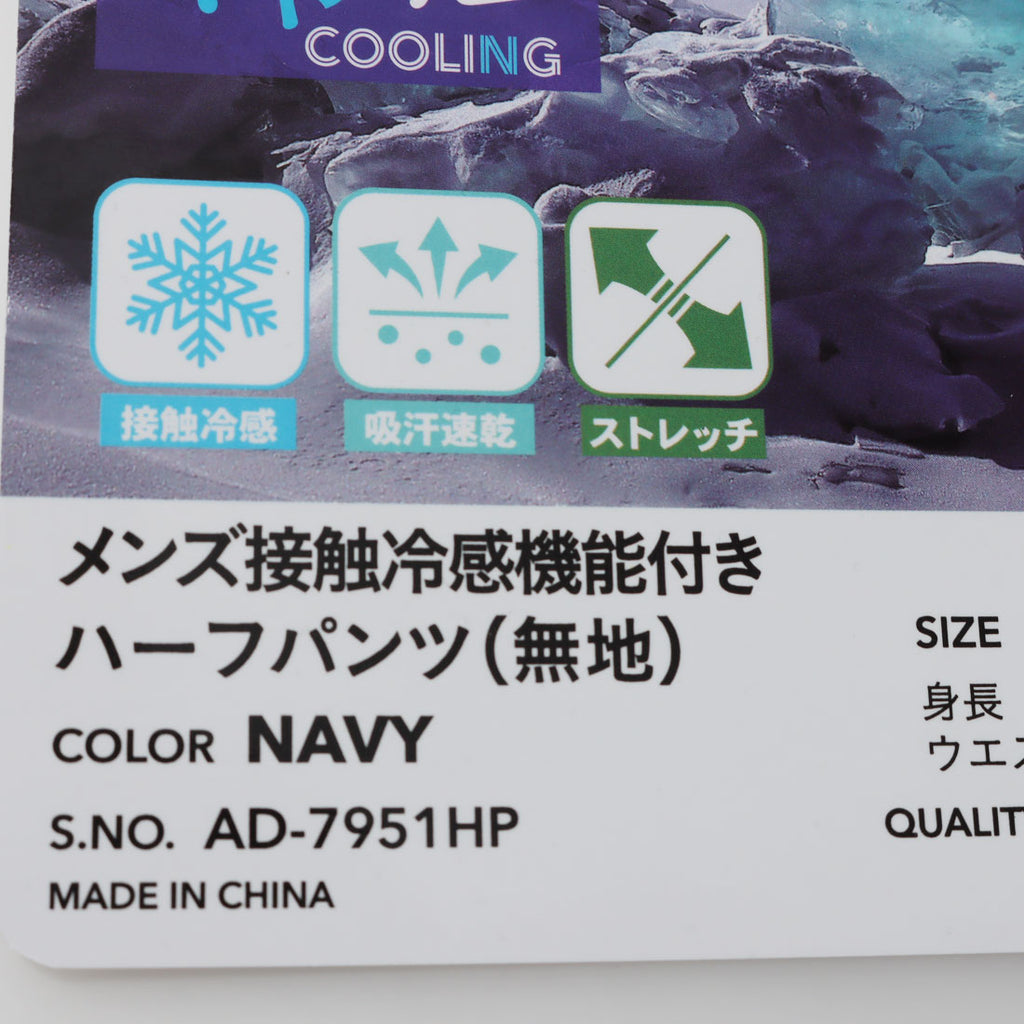 COOLING
接触冷感
吸汗速乾
ストレッチ
メンズ接触冷感機能付き
ハーフパンツ(無地)
SIZE
身長
COLOR NAVY
S.NO. AD-7951HP
MADE IN CHINA